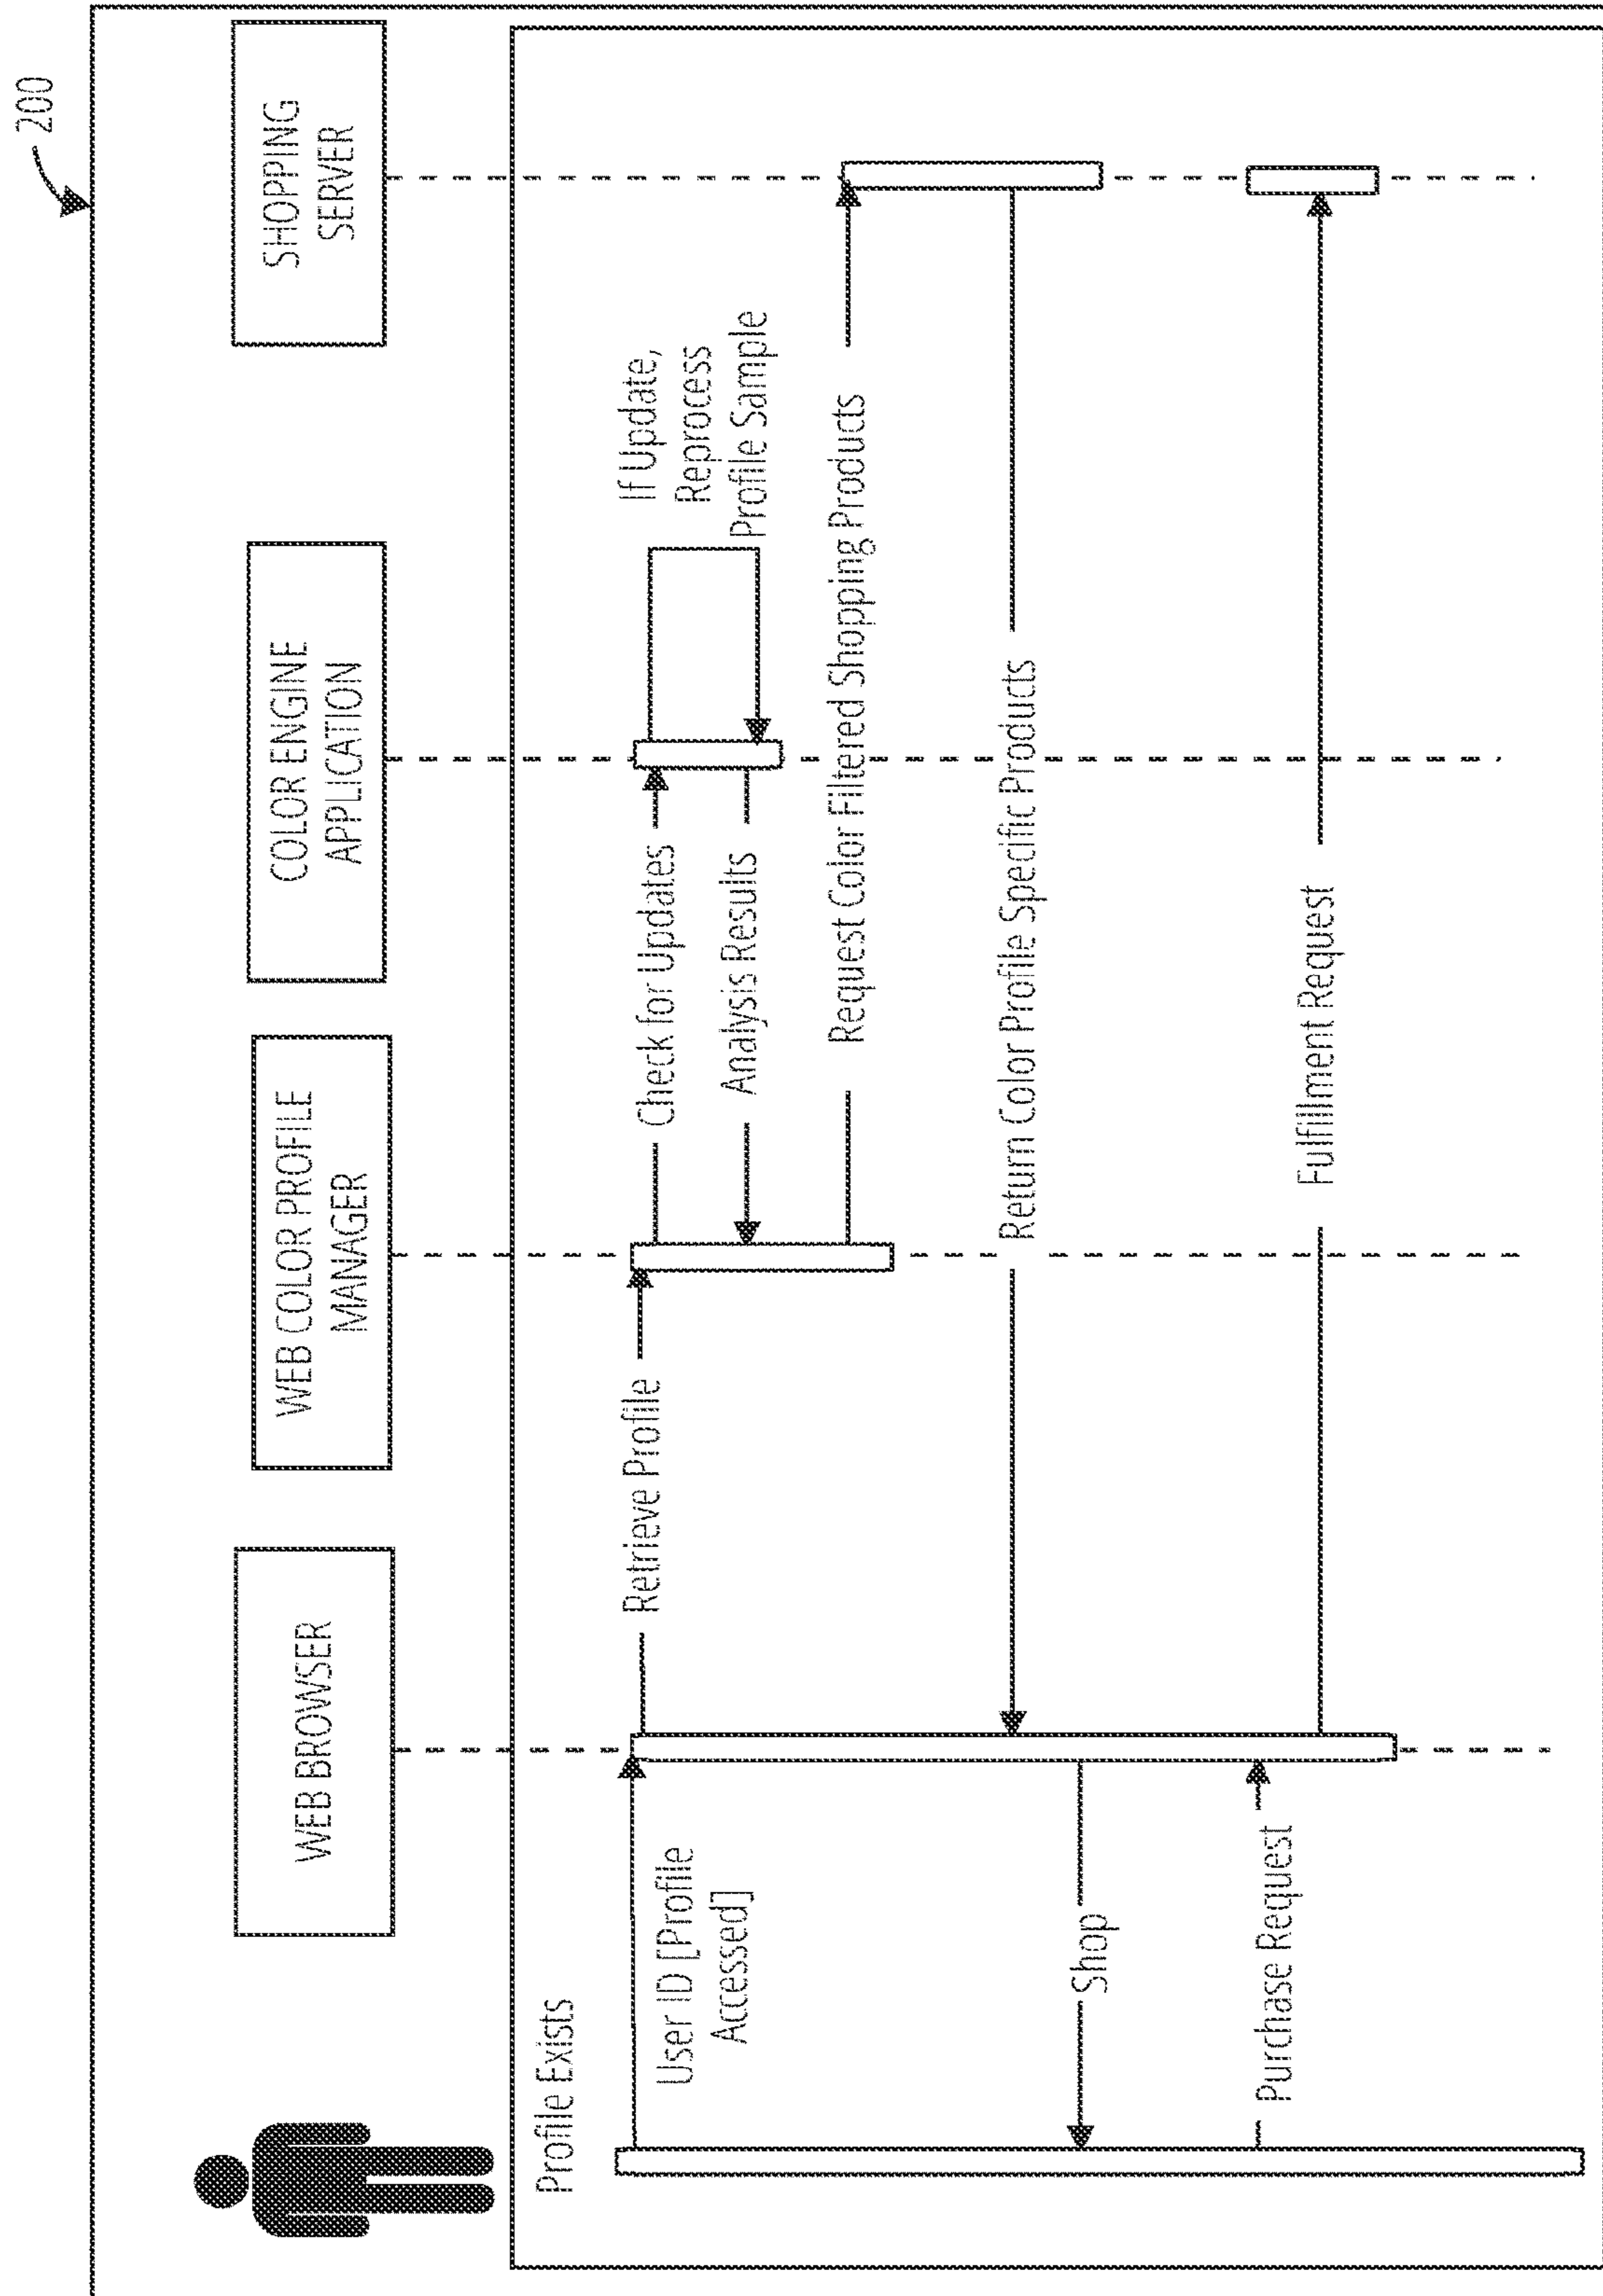 200
WEB BROWSER
WEB COLOR PROFILE
MANAGER
COLOR ENGINE
APPLICATION
SHOPPING
SERVER
Profile Exists
User ID [Profile
Accessed]
Retrieve Profile
Check for Updates
If Update,
Reprocess
Profile Sample
Analysis Results
Request Color Filtered Shopping Products
Return Color Profile Specific Products
Shop
Purchase Request
Fulfillment Request